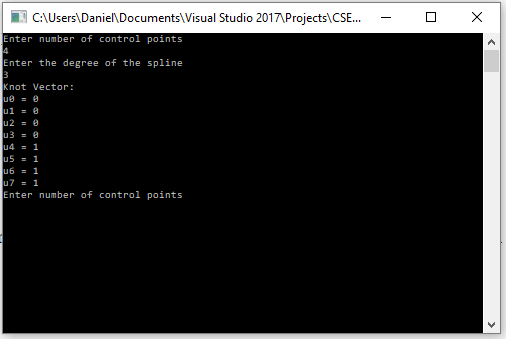 C:\Users\Daniel\Documents\Visual Studio 2017\Projects\CSE...
Enter number of control points
4
Enter the degree of the spline
3
Knot Vector:
u0 = 0
u1 = 0
u2 = 0
u3 = 0
u4 = 1
u5 = 1
u6 = 1
u7 = 1
Enter number of control points